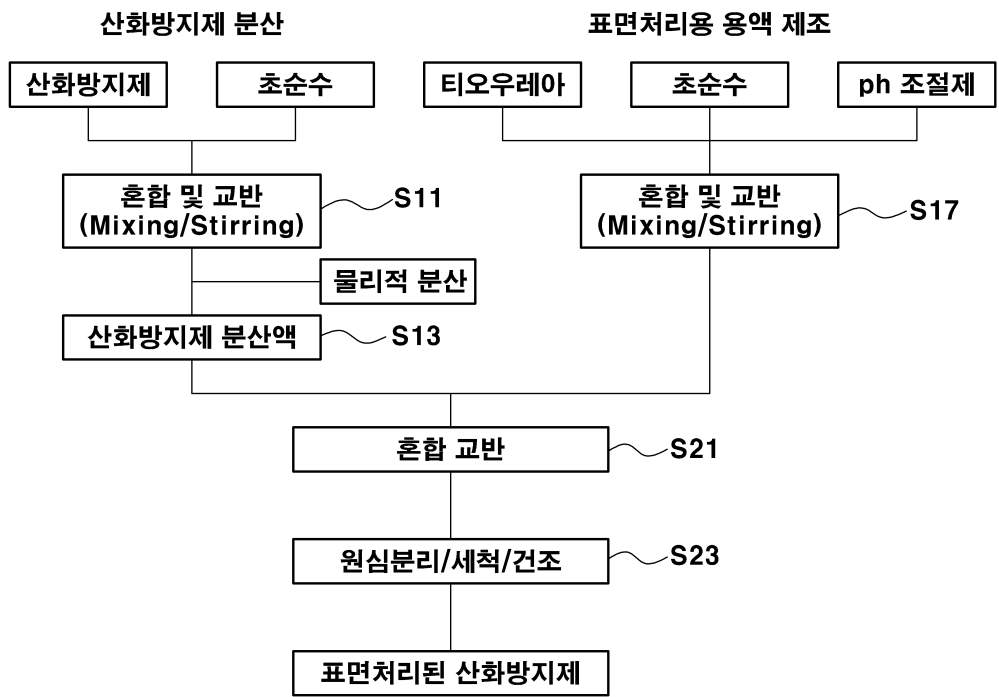 산화방지제 분산
표면처리용 용액 제조
산화방지제
초순수
티오우레아
초순수
ph 조절제
혼합 및 교반
(Mixing/Stirring)
S11
혼합 및 교반
(Mixing/Stirring)
S17
물리적 분산
산화방지제 분산액
S13
혼합 교반
S21
원심분리/세척/건조
S23
표면처리된 산화방지제